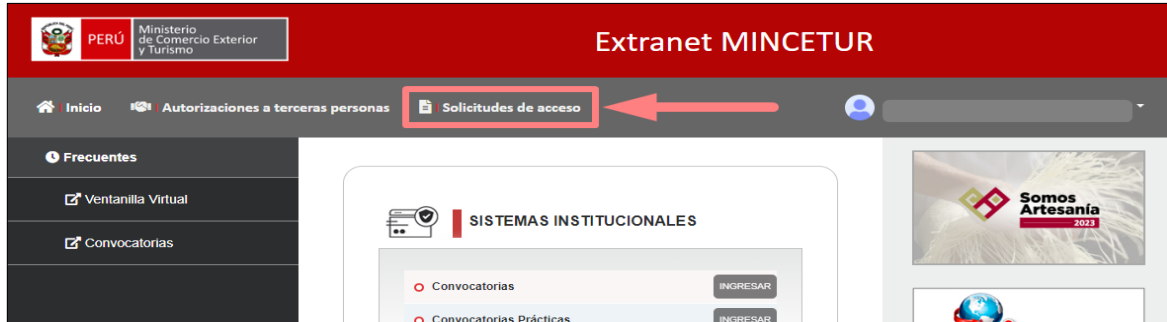 PERÚ
Ministerio
de Comercio Exterior
y Turismo
Extranet MINCETUR
Inicio
Autorizaciones a terceras personas
Solicitudes de acceso
Frecuentes
Ventanilla Virtual
Convocatorias
SISTEMAS INSTITUCIONALES
Convocatorias INGRESAR
Convocatorias Prácticas INGRESAR
Somos
Artesanía
2023